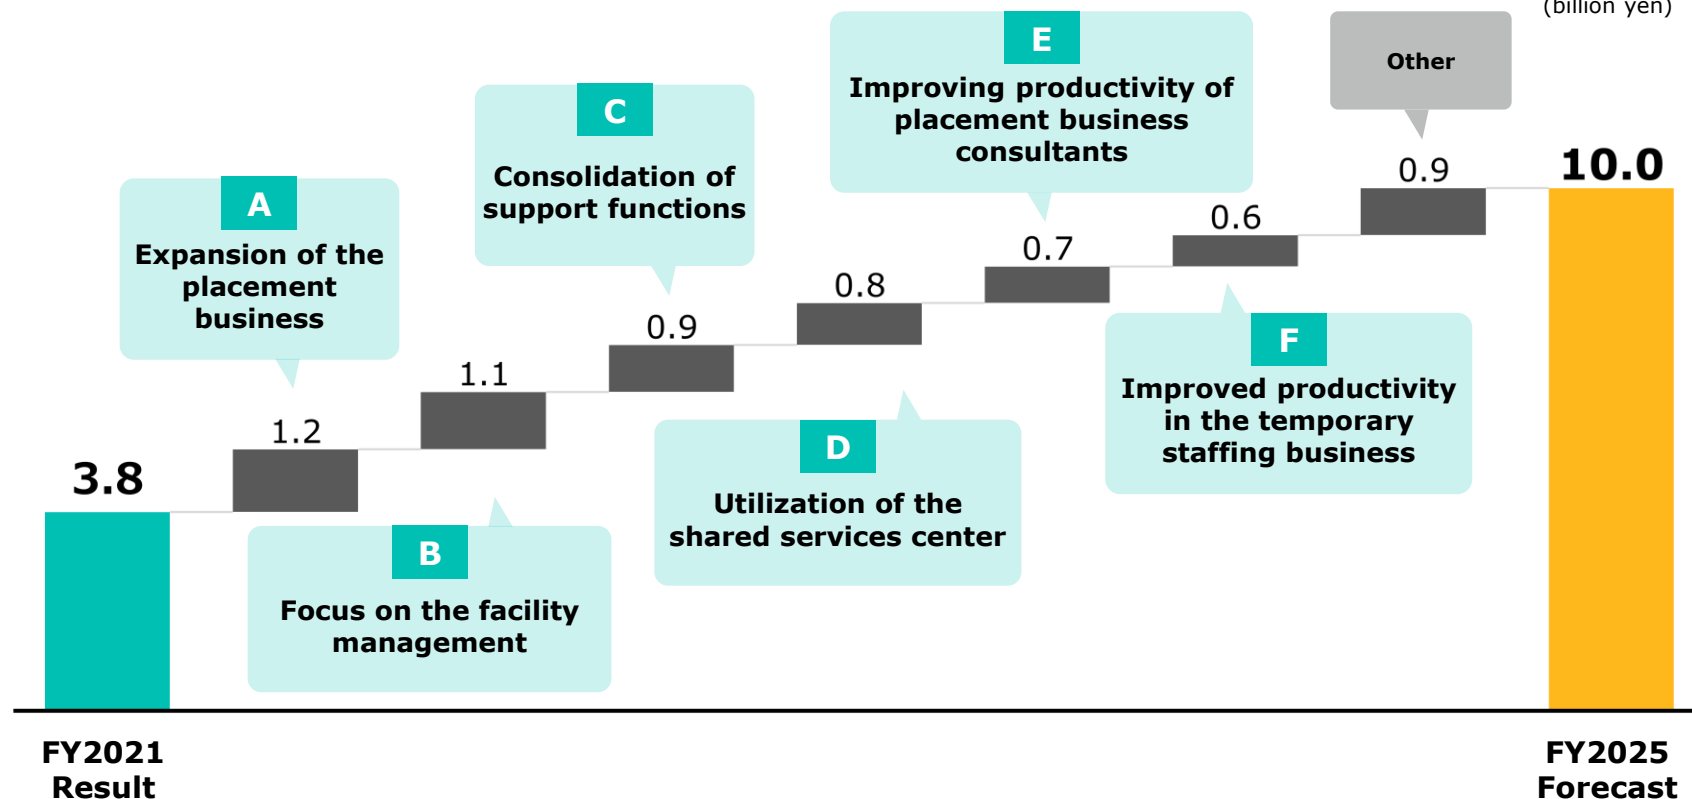 (billion yen)
E
Improving productivity of
placement business
consultants
Other
C
Consolidation of
support functions
A
Expansion of the
placement
business
3.8
1.2
1.1
0.9
0.8
0.7
0.6
0.9
10.0
B
Focus on the facility
management
D
Utilization of the
shared services center
F
Improved productivity
in the temporary
staffing business
FY2021
Result
FY2025
Forecast